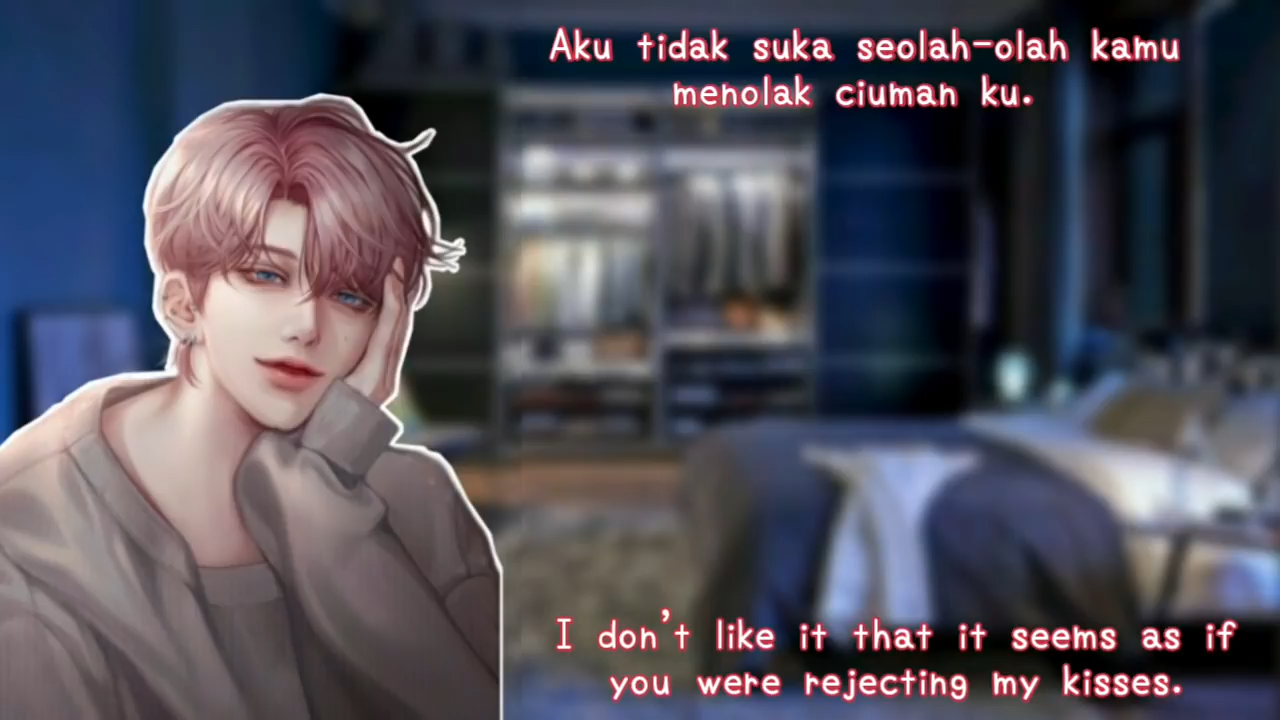 Aku tidak suka seolah-olah kamu
menolak ciuman ku.
I don't like it that it seems as if
you were rejecting my kisses.